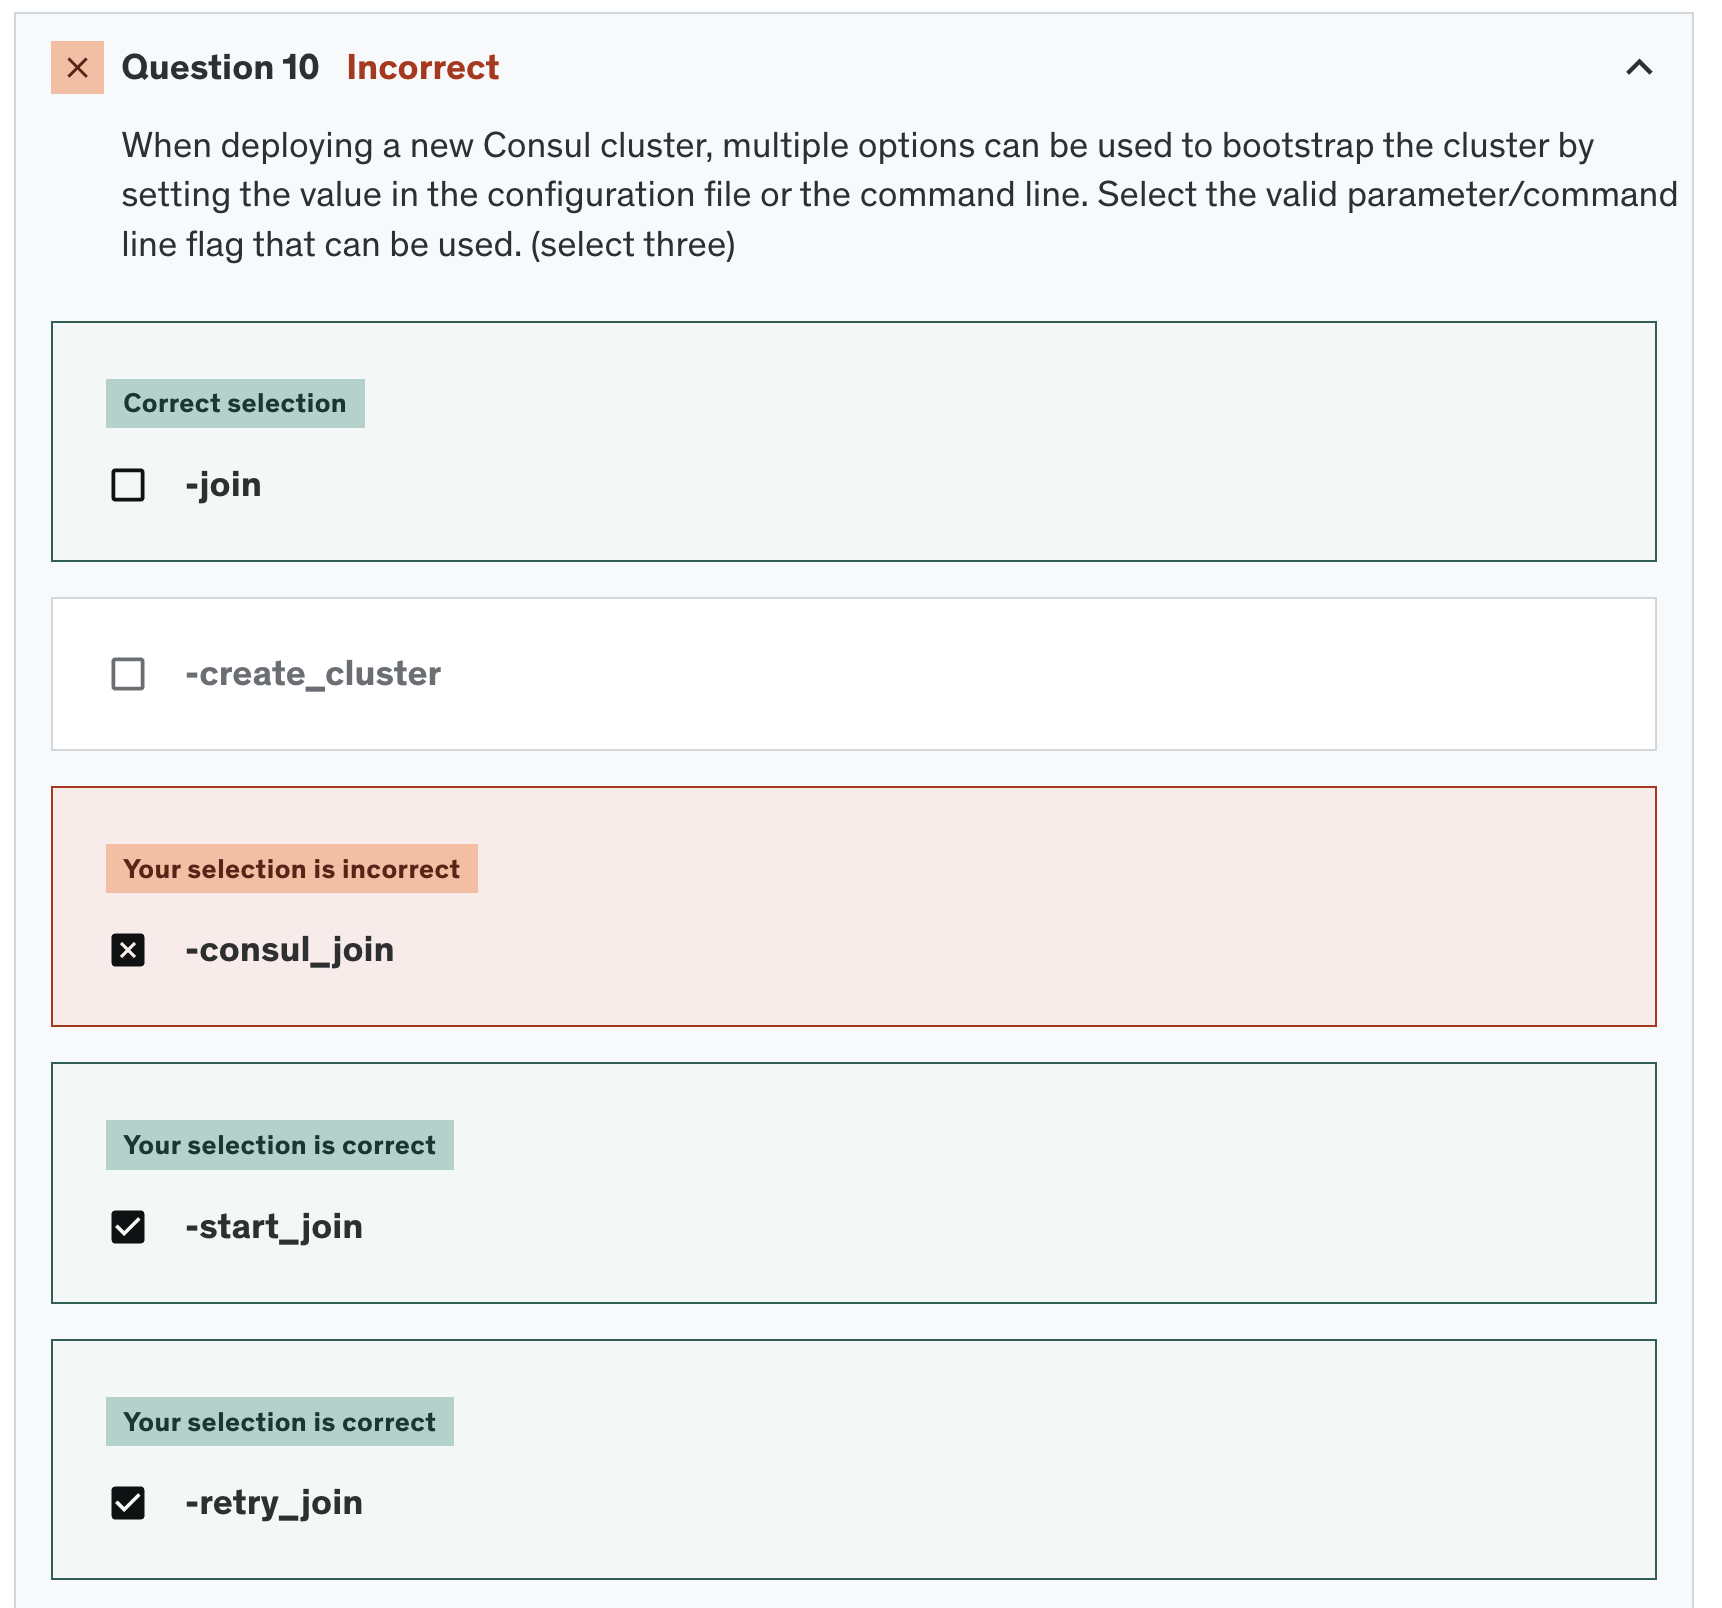 Question 10 Incorrect
When deploying a new Consul cluster, multiple options can be used to bootstrap the cluster by
setting the value in the configuration file or the command line. Select the valid parameter/command
line flag that can be used. (select three)
Correct selection
-join
-create_cluster
Your selection is incorrect
-consul_join
Your selection is correct
-start_join
Your selection is correct
-retry_join